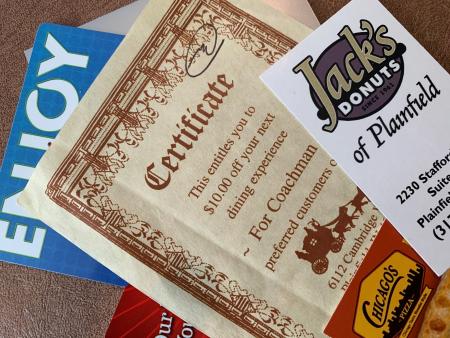 ENJOY
Certificate
This entitles you to
$10.00 off your next
dining experience
~ For Coachman
preferred customers
6112 Cambridge
Jack's
DONUTS
SINCE 1961
of Plainfield
2230 Stafford
Suite
Plainfield
(31
CHICAGO'S
PIZZA
our